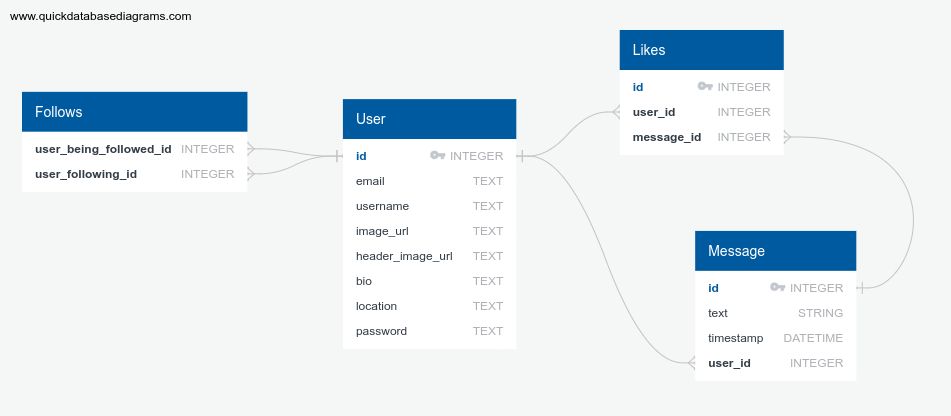 www.quickdatabasediagrams.com
Follows
user_being_followed_id INTEGER
user_following_id INTEGER
User
id INTEGER
email TEXT
username TEXT
image_url TEXT
header_image_url TEXT
bio TEXT
location TEXT
password TEXT
Likes
id INTEGER
user_id INTEGER
message_id INTEGER
Message
id INTEGER
text STRING
timestamp DATETIME
user_id INTEGER